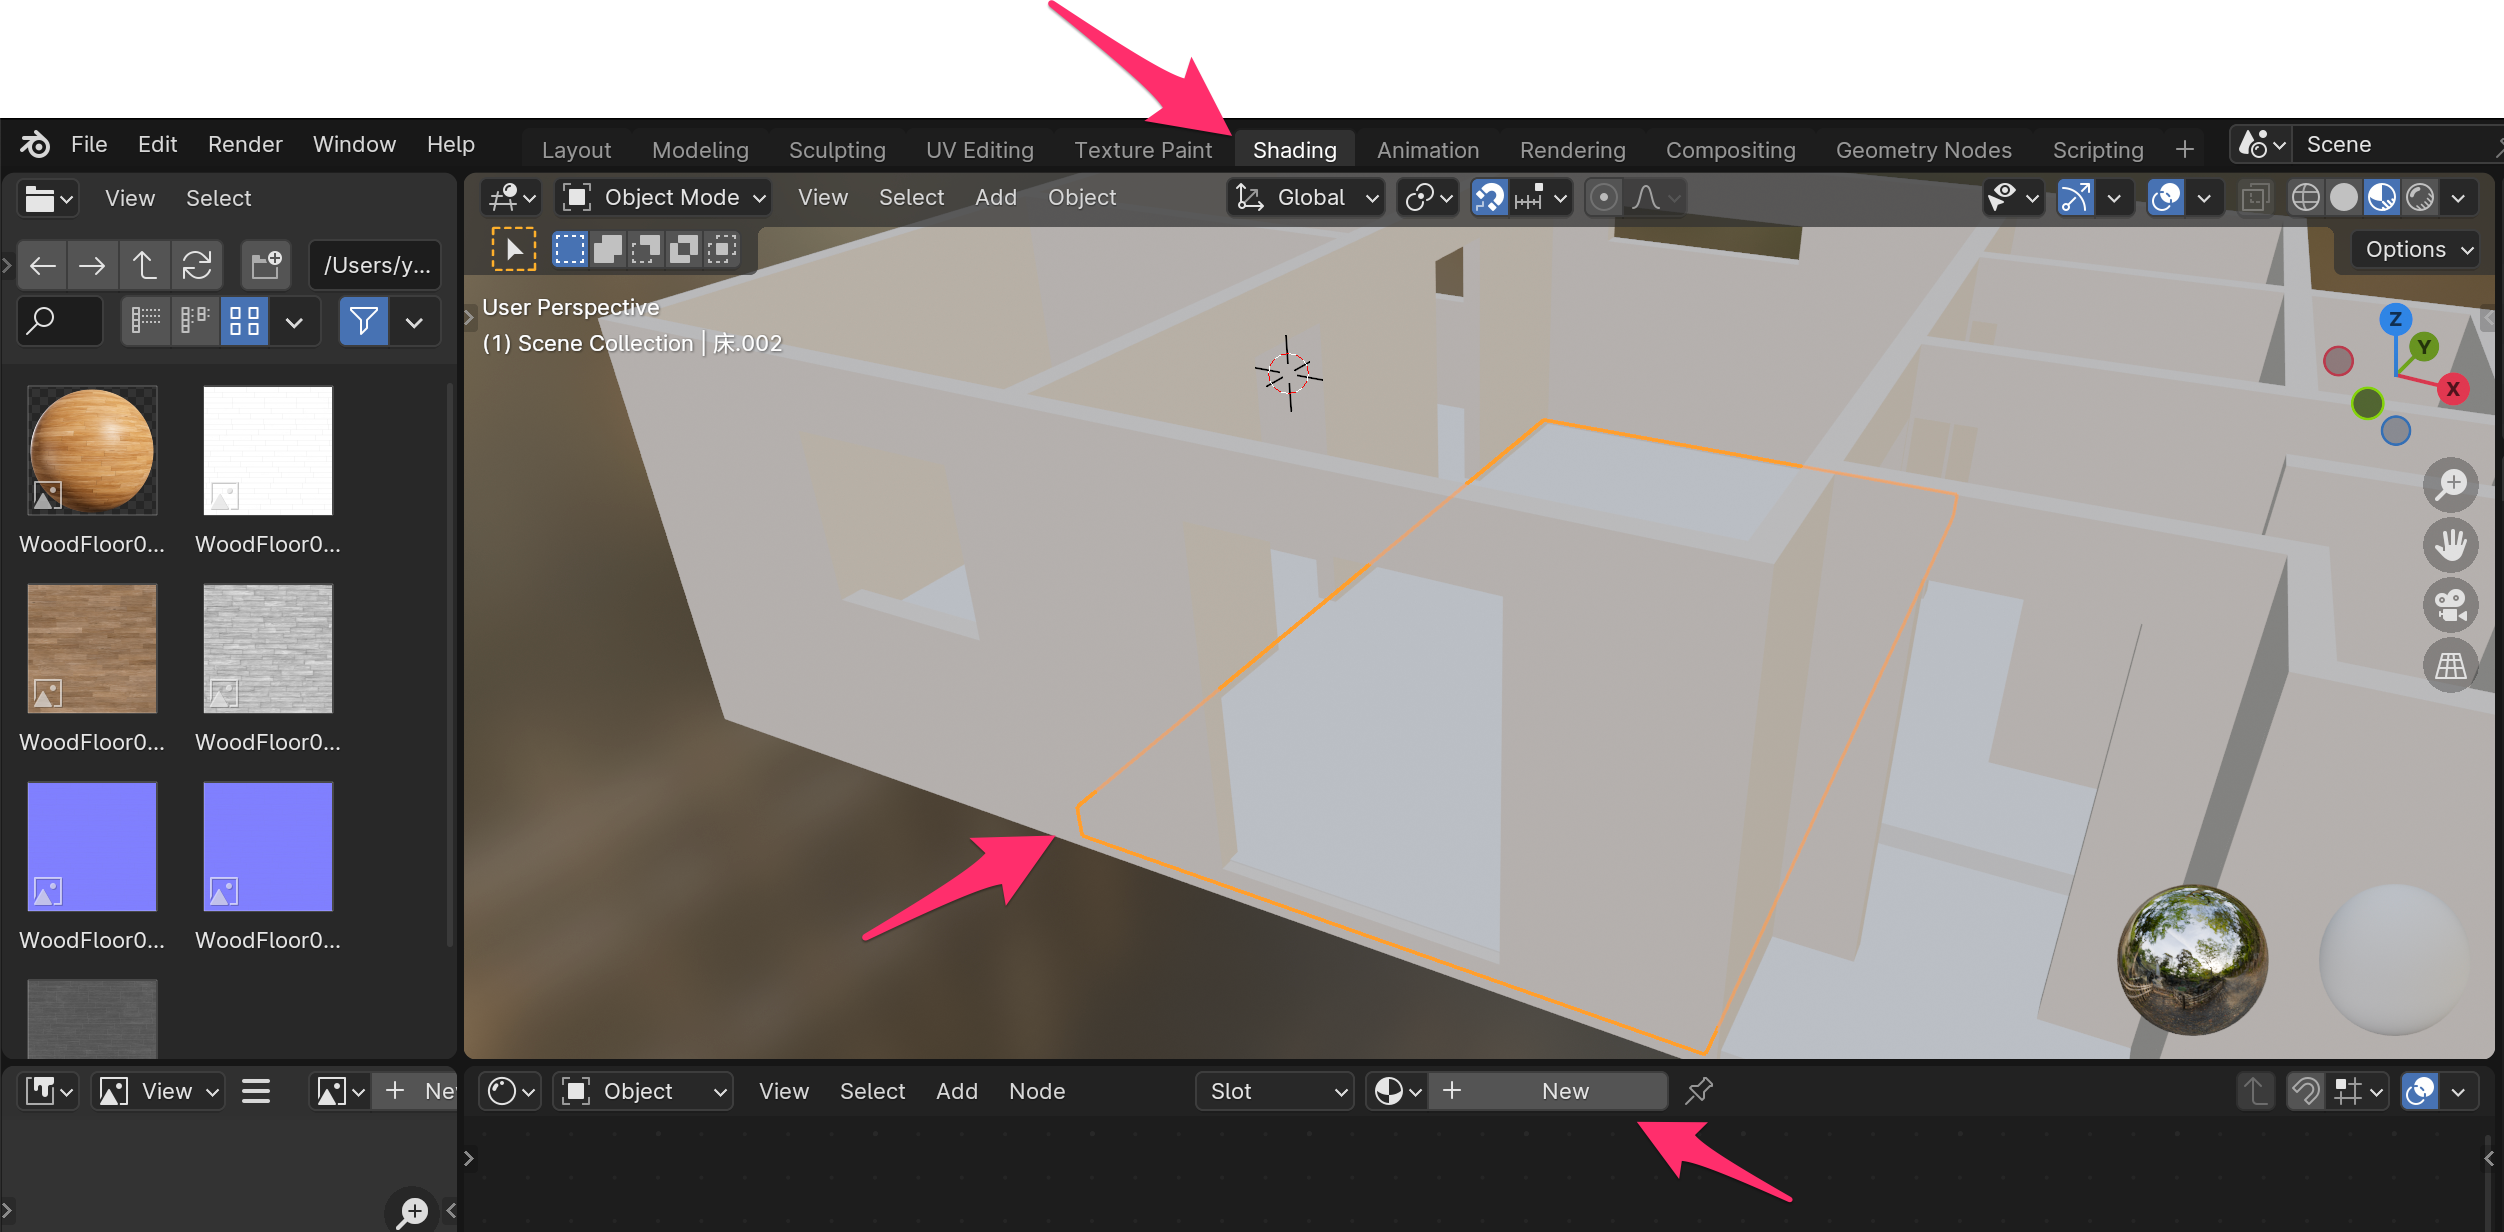 File Edit Render Window Help Layout Modeling Sculpting UV Editing Texture Paint Shading Animation Rendering Compositing Geometry Nodes Scripting + Scene
View Select
Object Mode View Select Add Object Global
/Users/y...
Options
User Perspective
(1) Scene Collection | 床.002
Z
Y
X
WoodFloor0... WoodFloor0...
WoodFloor0... WoodFloor0...
WoodFloor0... WoodFloor0...
View + Ne
Object View Select Add Node Slot + New